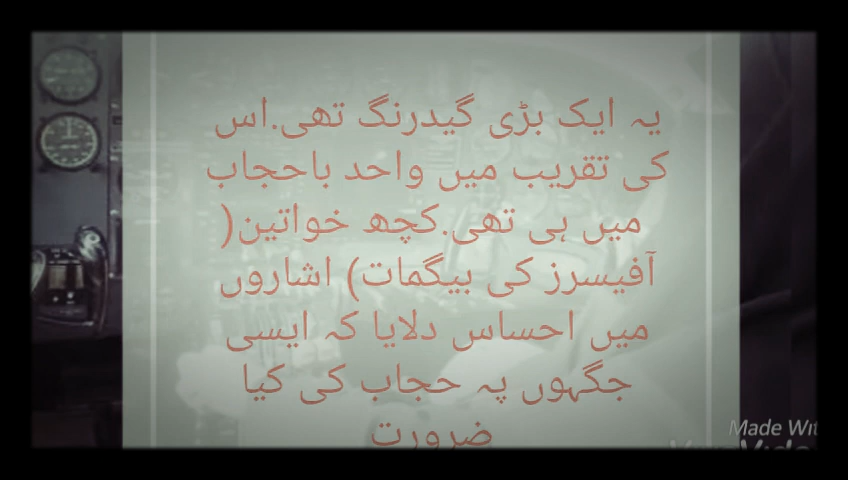 یہ ایک بڑی گیدرنگ تھی.اس
کی تقریب میں واحد باحجاب
میں ہی تھی.کچھ خواتین(
آفیسرز کی بیگمات) اشاروں
میں احساس دلایا کہ ایسی
جگہوں پہ حجاب کی کیا
ضرورت
Made Wit